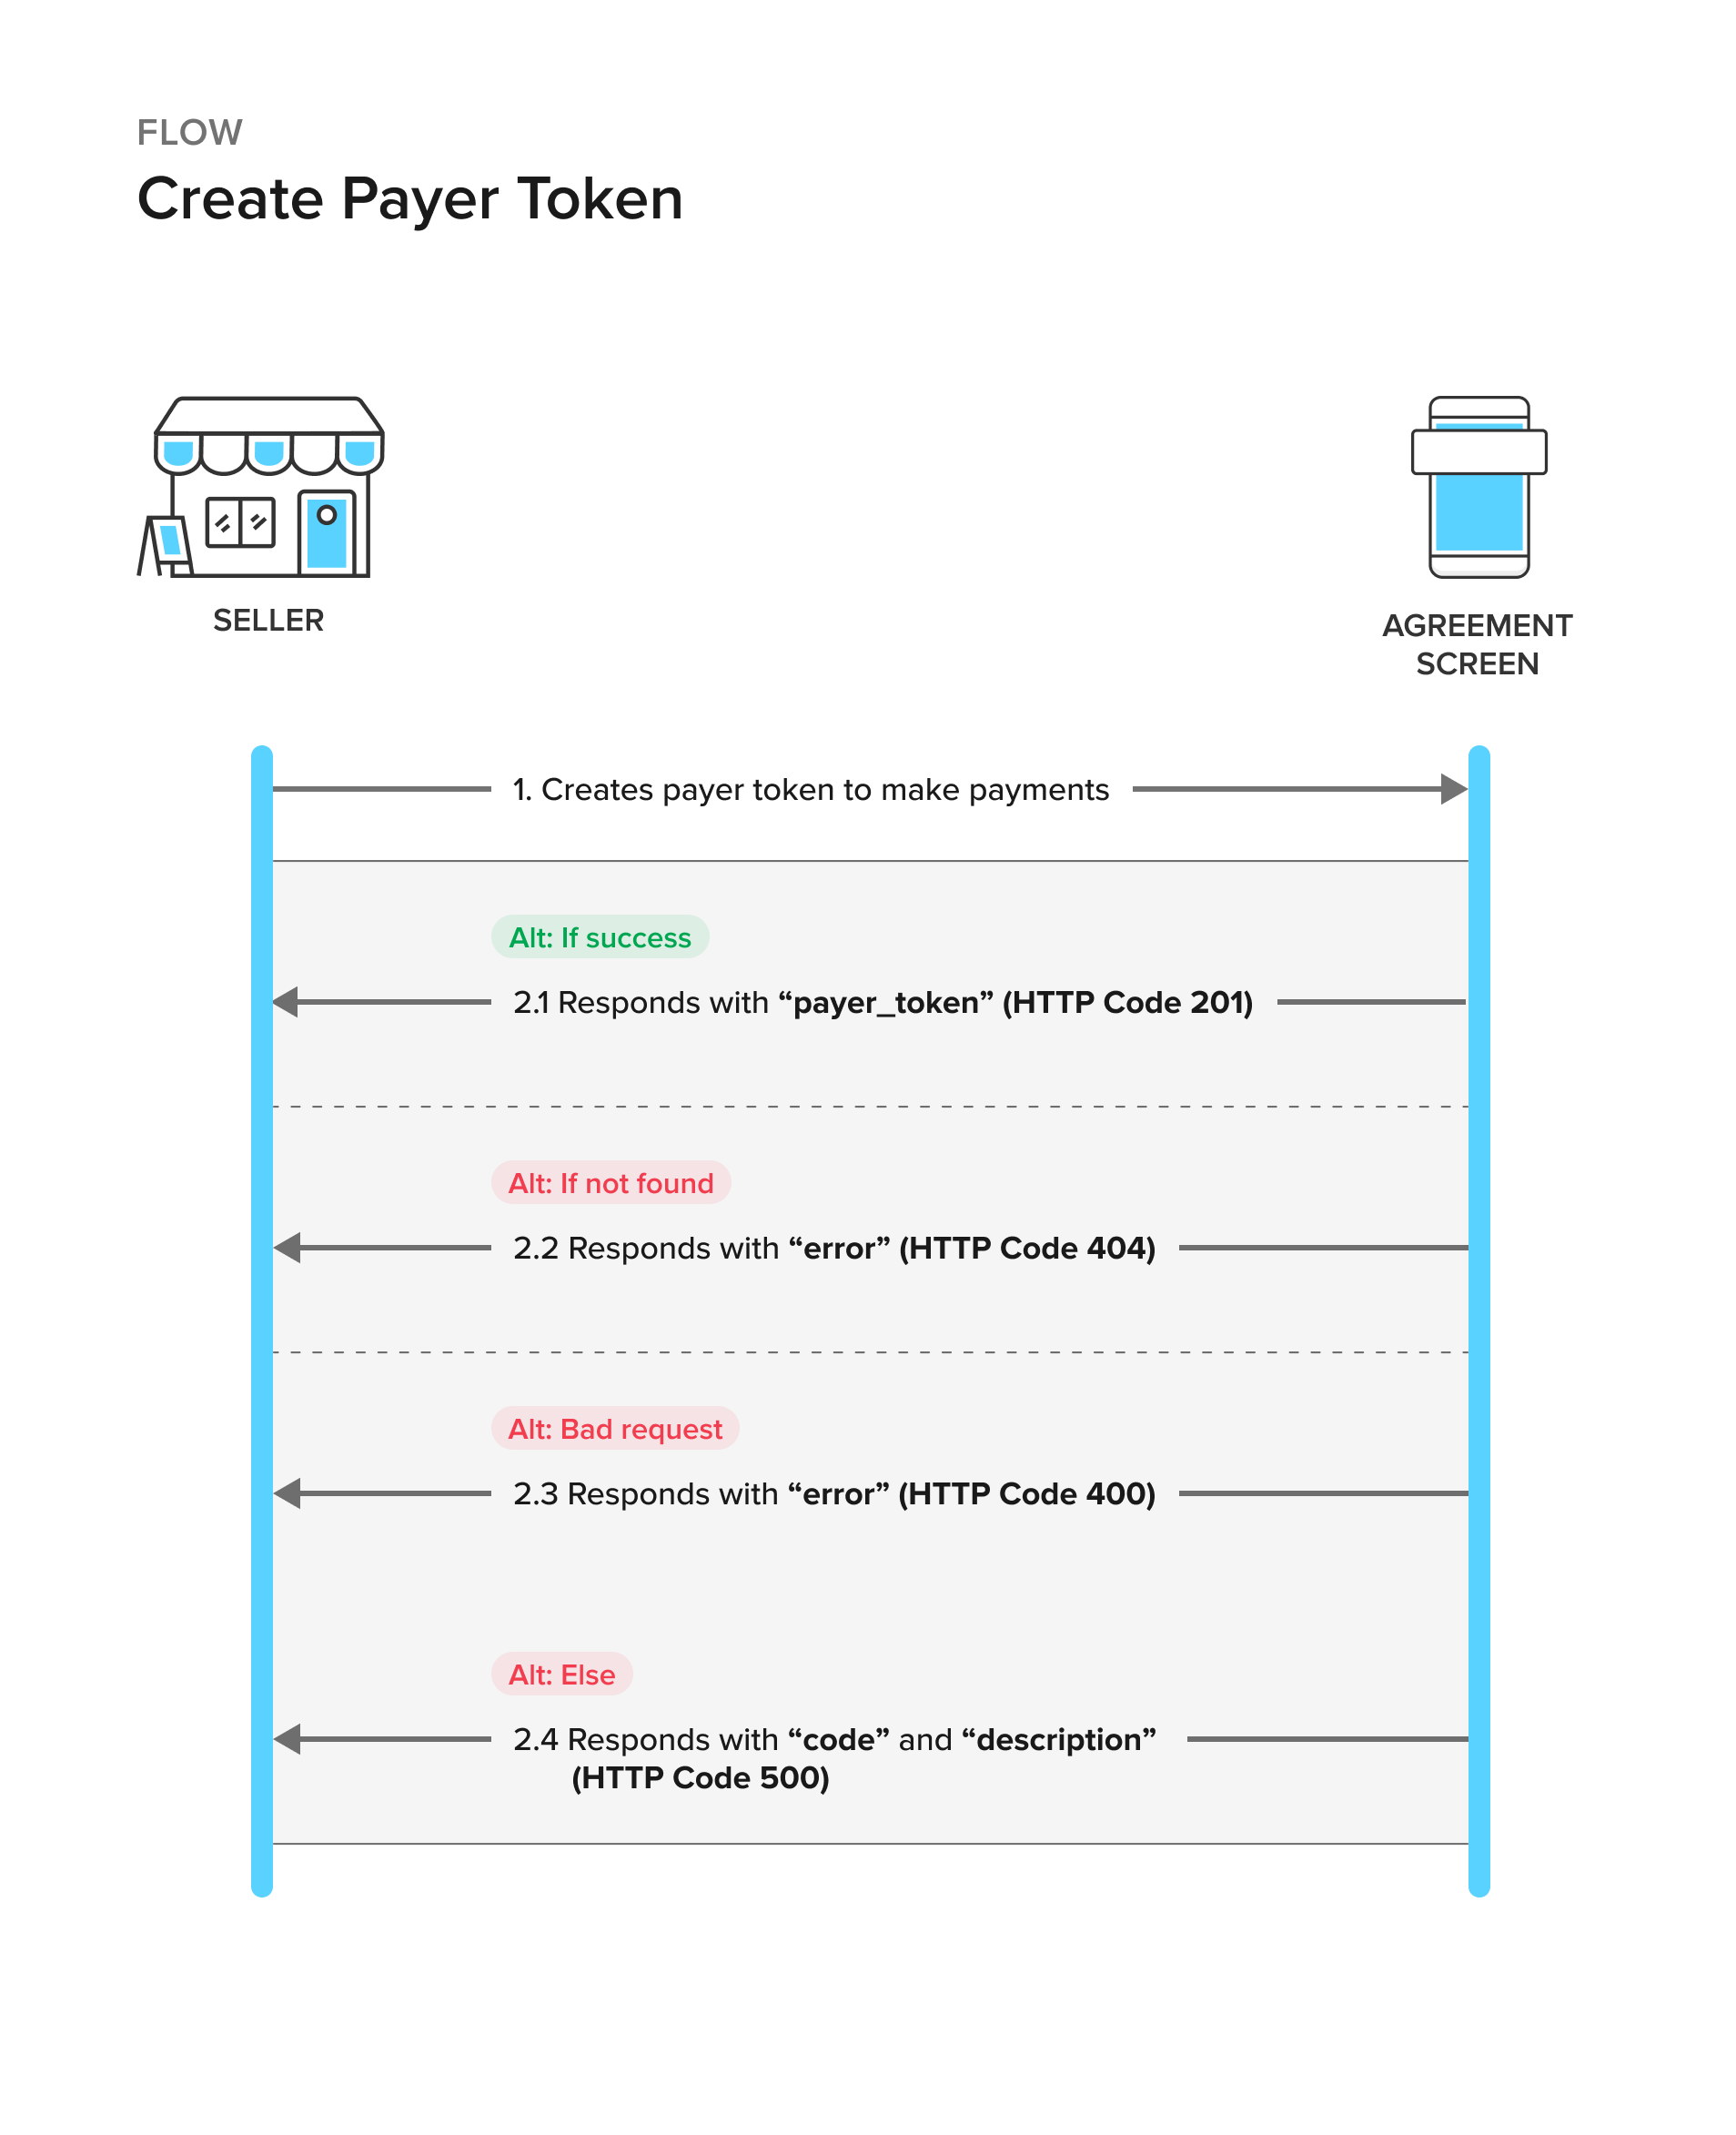 FLOW
Create Payer Token
SELLER
AGREEMENT
SCREEN
1. Creates payer token to make payments
Alt: If success
2.1 Responds with “payer_token” (HTTP Code 201)
Alt: If not found
2.2 Responds with “error” (HTTP Code 404)
Alt: Bad request
2.3 Responds with “error” (HTTP Code 400)
Alt: Else
2.4 Responds with “code” and “description”
(HTTP Code 500)